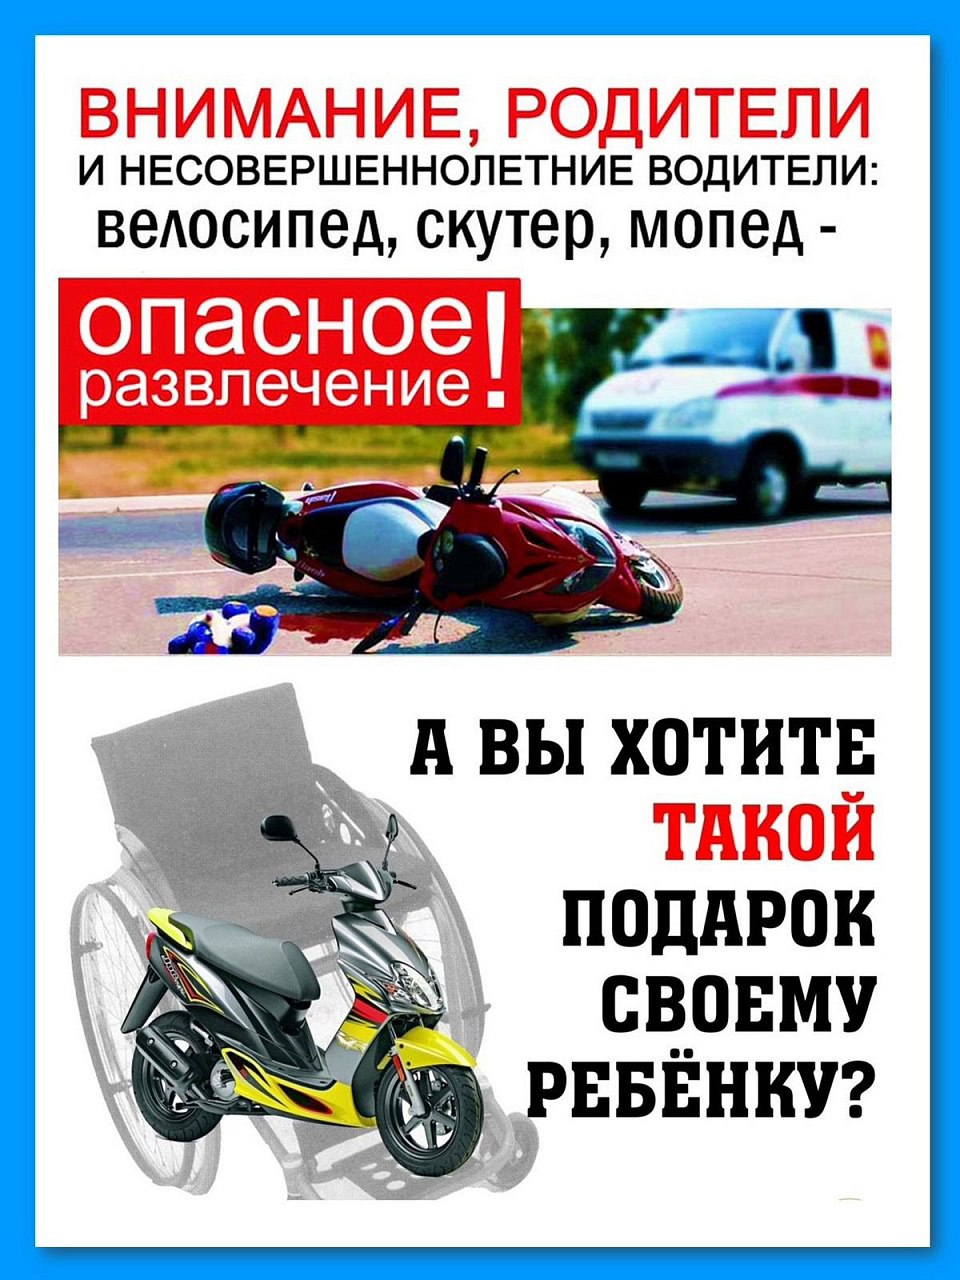 ВНИМАНИЕ, РОДИТЕЛИ
И НЕСОВЕРШЕННОЛЕТНИЕ ВОДИТЕЛИ:
велосипед, скутер, мопед -
опасное
развлечение!
А ВЫ ХОТИТЕ
ТАКОЙ
ПОДАРОК
СВОЕМУ
РЕБЁНКУ?